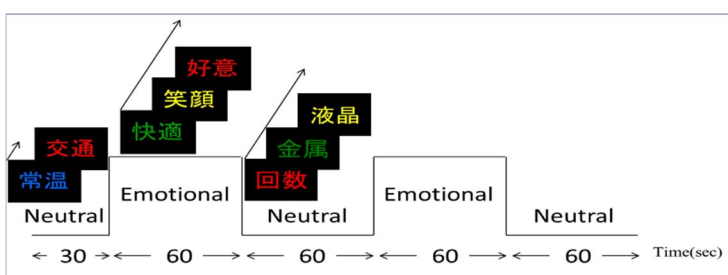 好意
笑顔
快適
液晶
金属
回数
交通
常温
Neutral
Emotional
Neutral
Emotional
Neutral
30
60
60
60
60
Time(sec)